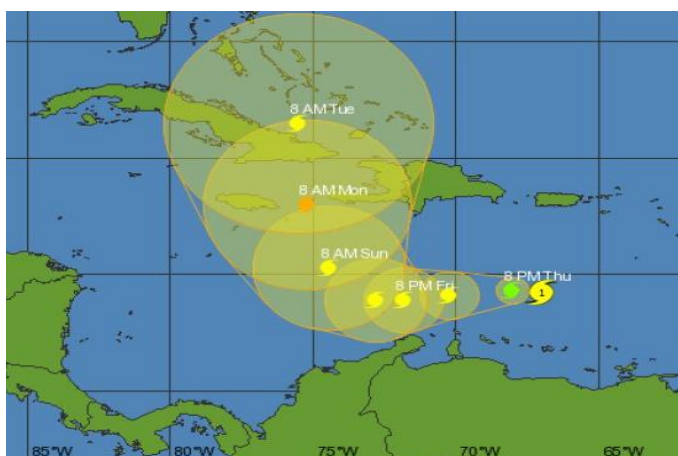 8 AM Tue
8 AM Mon
8 AM Sun
8 PM Fri
8 PM Thu
1
85°W 80°W 75°W 70°W 65°W